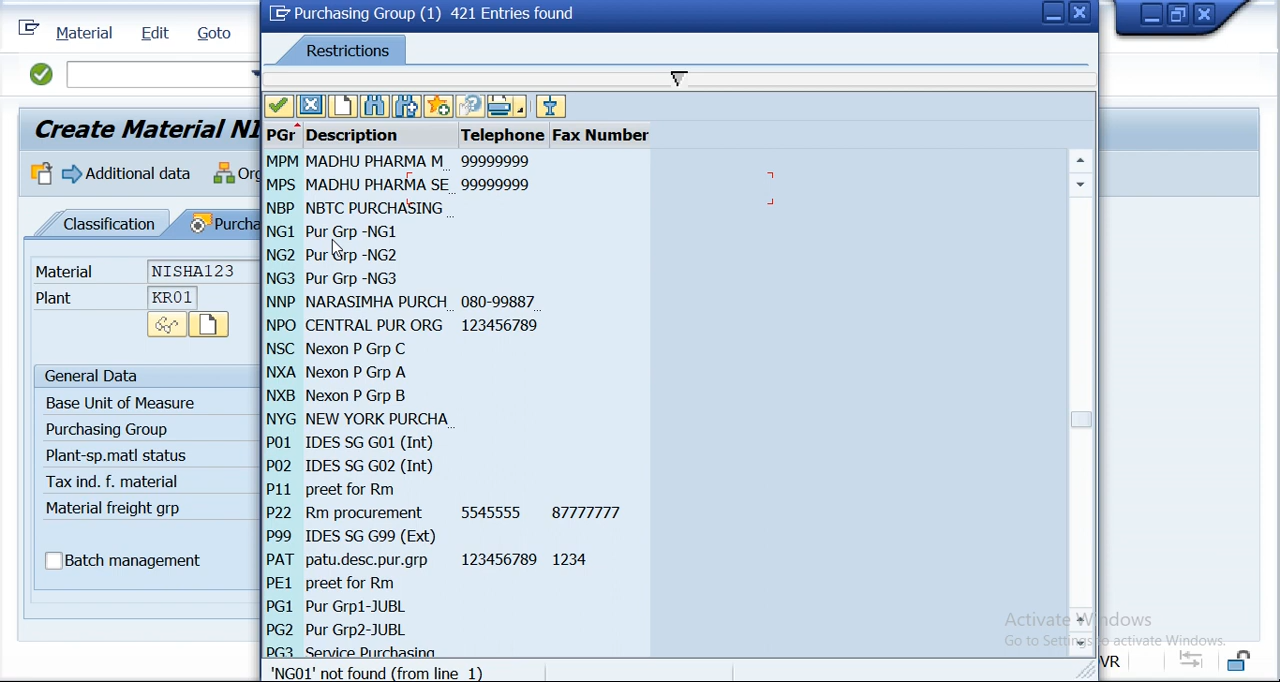 Purchasing Group (1)  421 Entries found
Material Edit Goto
Restrictions
Create Material NI
Additional data Org
Classification Purcha
Material NISHA123
Plant KR01
General Data
Base Unit of Measure
Purchasing Group
Plant-sp.matl status
Tax ind. f. material
Material freight grp
Batch management
PGr Description Telephone Fax Number
MPM MADHU PHARMA M... 99999999
MPS MADHU PHARMA SE... 99999999
NBP NBTC PURCHASING ...
NG1 Pur Grp -NG1
NG2 Pur Grp -NG2
NG3 Pur Grp -NG3
NNP NARASIMHA PURCH... 080-99887...
NPO CENTRAL PUR ORG 123456789
NSC Nexon P Grp C
NXA Nexon P Grp A
NXB Nexon P Grp B
NYG NEW YORK PURCHA...
P01 IDES SG G01 (Int)
P02 IDES SG G02 (Int)
P11 preet for Rm
P22 Rm procurement 5545555 87777777
P99 IDES SG G99 (Ext)
PAT patu.desc.pur.grp 123456789 1234
PE1 preet for Rm
PG1 Pur Grp1-JUBL
PG2 Pur Grp2-JUBL
PG3 Service Purchasing
'NG01' not found (from line  1)
Activate Windows
Go to Settings to activate Windows.
VR